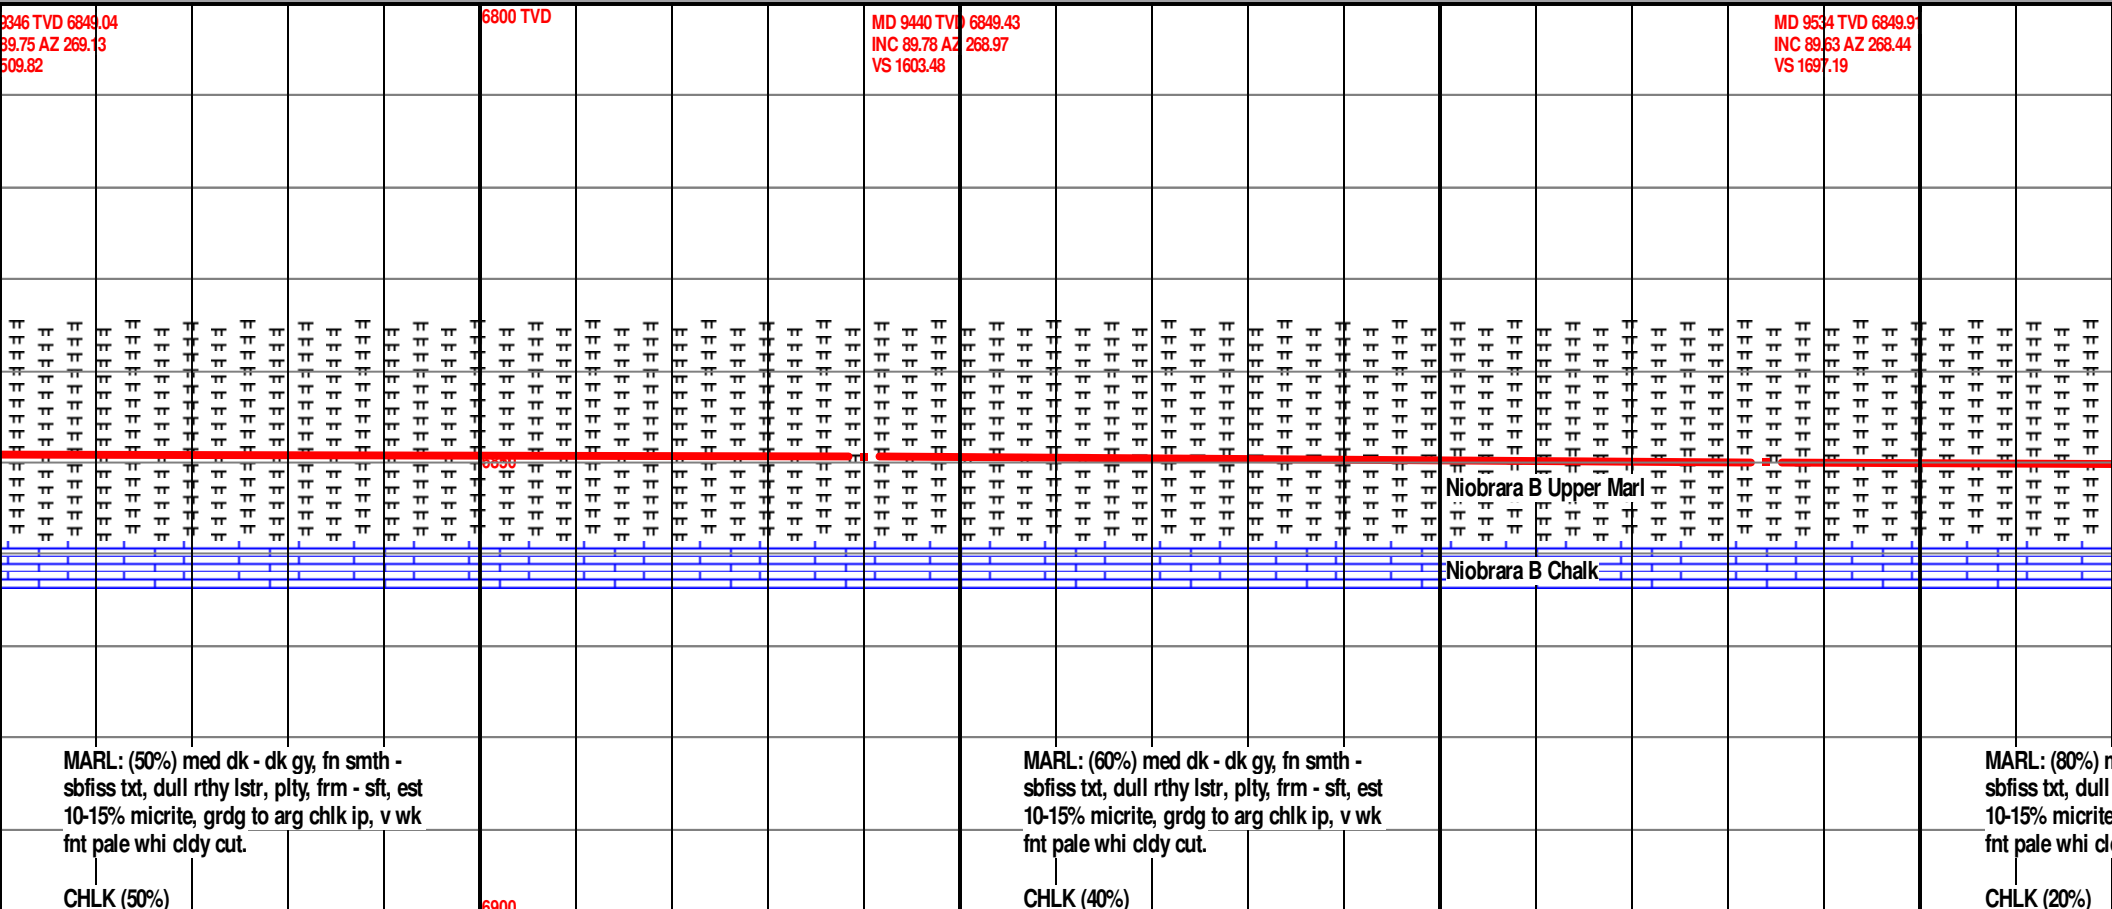 9346 TVD 6849.04
89.75 AZ 269.13
509.82
6800 TVD
MD 9440 TVD 6849.43
INC 89.78 AZ 268.97
VS 1603.48
MD 9534 TVD 6849.91
INC 89.63 AZ 268.44
VS 1697.19
6850
Niobrara B Upper Marl
Niobrara B Chalk
MARL: (50%) med dk - dk gy, fn smth -
sbfiss txt, dull rthy lstr, plty, frm - sft, est
10-15% micrite, grdg to arg chlk ip, v wk
fnt pale whi cldy cut.
CHLK (50%)
6900
MARL: (60%) med dk - dk gy, fn smth -
sbfiss txt, dull rthy lstr, plty, frm - sft, est
10-15% micrite, grdg to arg chlk ip, v wk
fnt pale whi cldy cut.
CHLK (40%)
MARL: (80%)
sbfiss txt, dull
10-15% micrite
fnt pale whi
CHLK (20%)